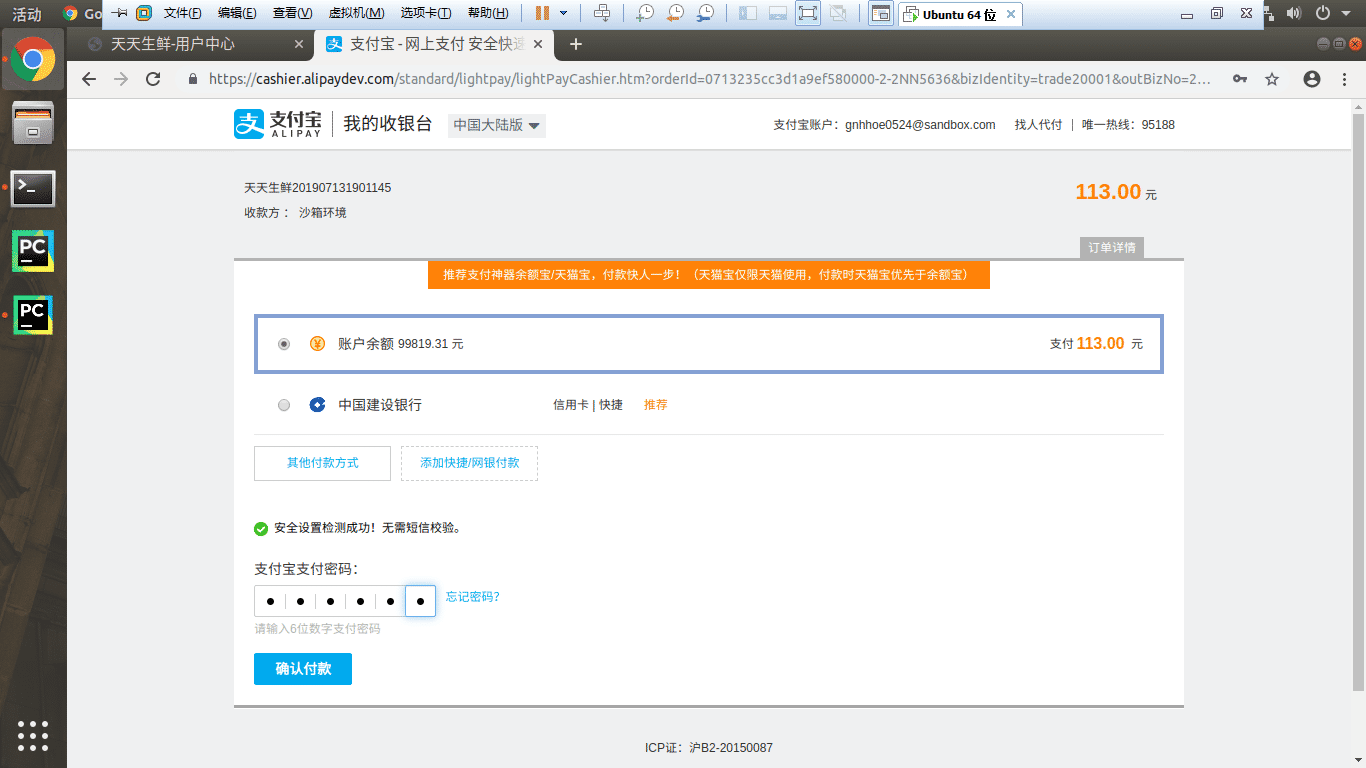 活动 Go 文件(F) 编辑(E) 查看(V) 虚拟机(M) 选项卡(T) 帮助(H) Ubuntu 64 位
天天生鲜-用户中心 支付宝 - 网上支付 安全快速
https://cashier.alipaydev.com/standard/lightpay/lightPayCashier.htm?orderId=0713235cc3d1a9ef580000-2-2NN5636&bizIdentity=trade20001&outBizNo=2...
支付宝 ALIPAY 我的收银台 中国大陆版 支付宝账户：gnhhoe0524@sandbox.com 找人代付 | 唯一热线：95188
天天生鲜201907131901145 113.00 元
收款方： 沙箱环境
订单详情
推荐支付神器余额宝/天猫宝，付款快人一步！（天猫宝仅限天猫使用，付款时天猫宝优先于余额宝）
账户余额 99819.31 元 支付 113.00 元
中国建设银行 信用卡 | 快捷 推荐
其他付款方式 添加快捷/网银付款
安全设置检测成功！无需短信校验。
支付宝支付密码：
忘记密码？
请输入6位数字支付密码
确认付款
ICP证：沪B2-20150087
PC
PC